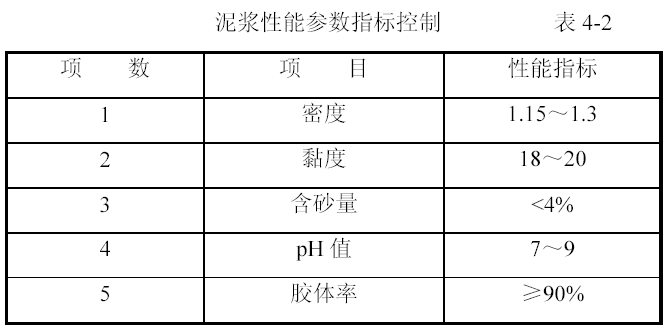 泥浆性能参数指标控制 表 4-2
项 数 项 目 性能指标
1 密度 1.15～1.3
2 黏度 18～20
3 含砂量 <4%
4 pH 值 7～9
5 胶体率 ≥90%